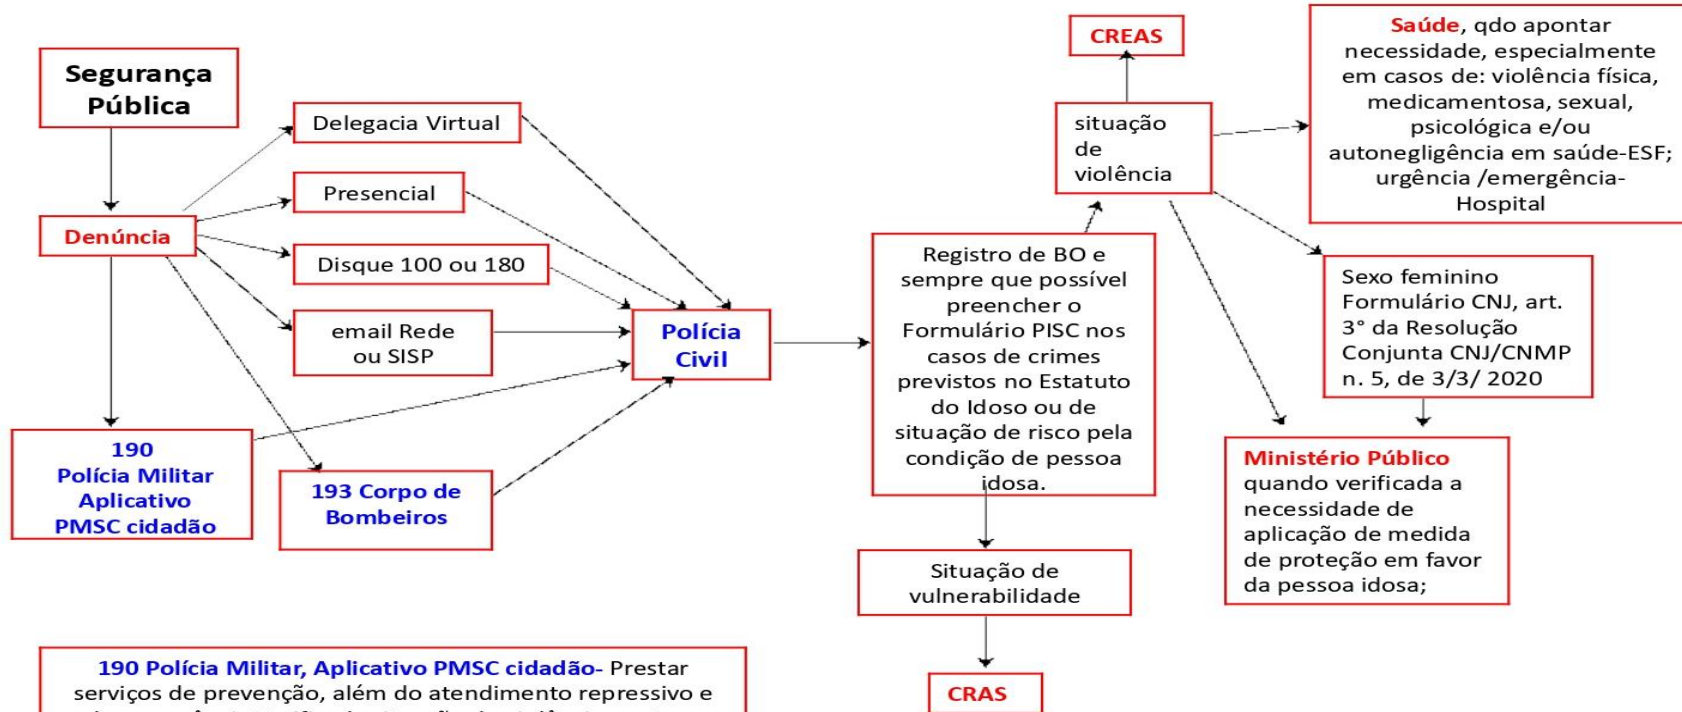 Segurança
Pública
Denúncia
Delegacia Virtual
Presencial
Disque 100 ou 180
email Rede
ou SISP
190
Polícia Militar
Aplicativo
PMSC cidadão
193 Corpo de
Bombeiros
Polícia
Civil
Registro de BO e
sempre que possível
preencher o
Formulário PISC nos
casos de crimes
previstos no Estatuto
do Idoso ou de
situação de risco pela
condição de pessoa
idosa.
CREAS
situação
de
violência
Saúde, qdo apontar
necessidade, especialmente
em casos de: violência física,
medicamentosa, sexual,
psicológica e/ou
autonegligência em saúde-ESF;
urgência /emergência-
Hospital
Sexo feminino
Formulário CNJ, art.
3° da Resolução
Conjunta CNJ/CNMP
n. 5, de 3/3/ 2020
Ministério Público
quando verificada a
necessidade de
aplicação de medida
de proteção em favor
da pessoa idosa;
Situação de
vulnerabilidade
CRAS
190 Polícia Militar, Aplicativo PMSC cidadão- Prestar
serviços de prevenção, além do atendimento repressivo e